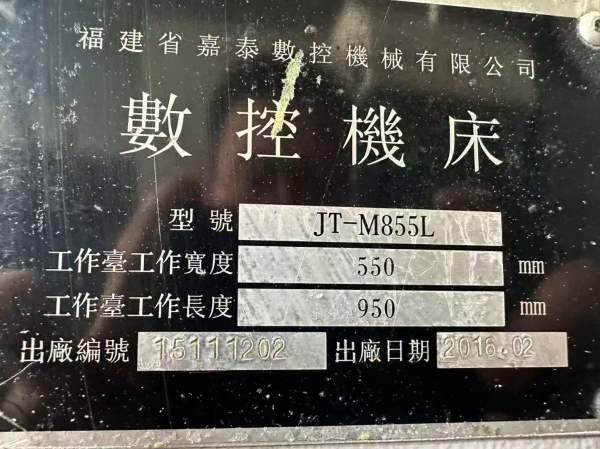 福建省嘉泰數控機械有限公司
數控機床
型號 JT-M855L
工作臺工作寬度 550 mm
工作臺工作長度 950 mm
出廠編號 15111202 出廠日期 2016.02